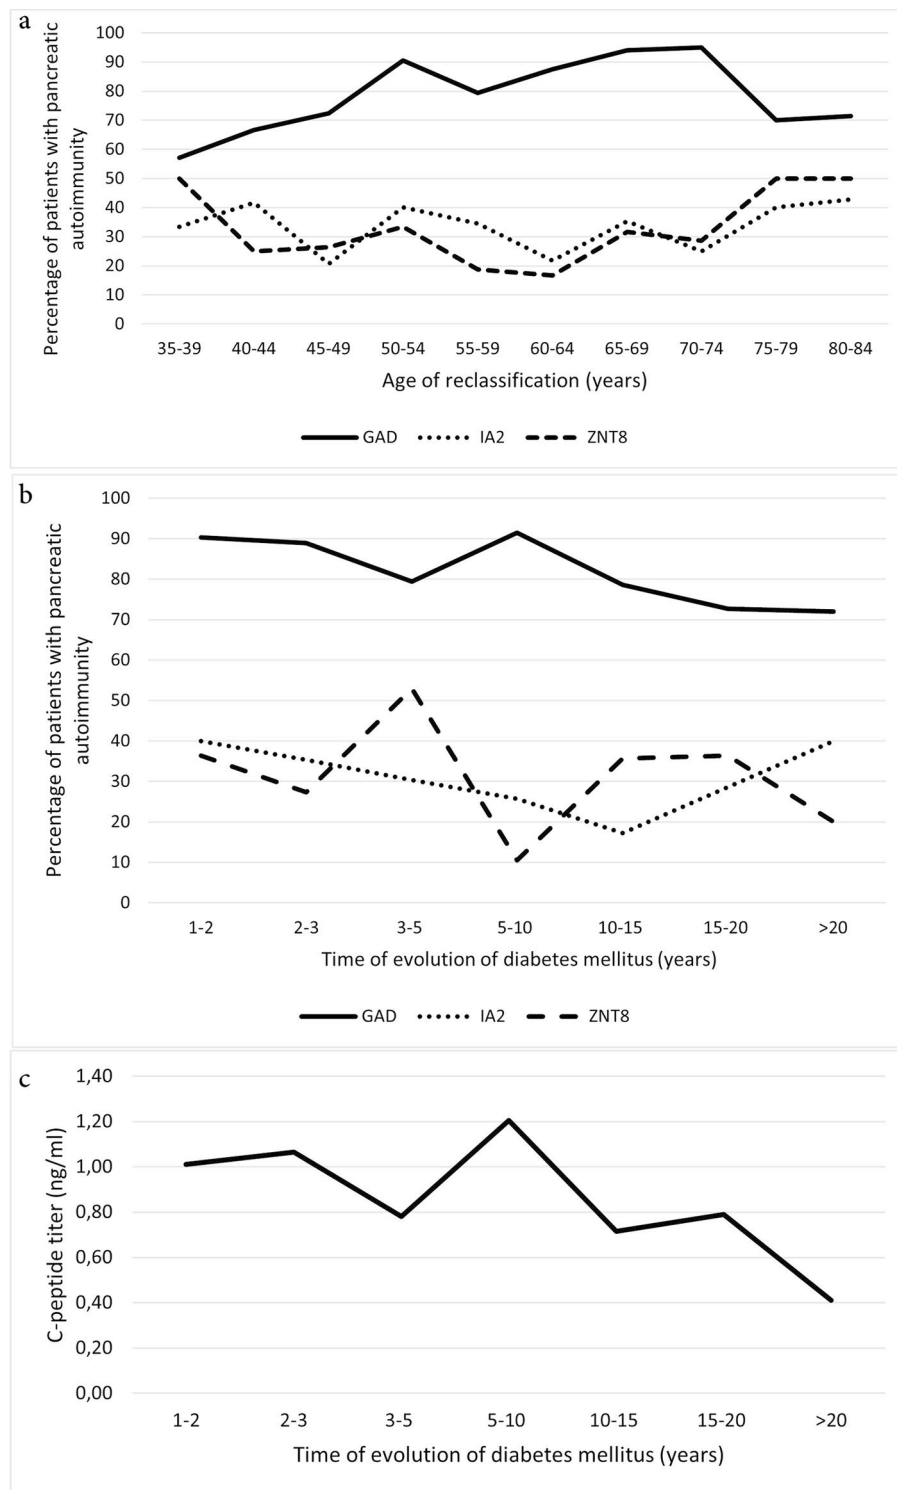 a
Percentage of patients with pancreatic
autoimmunity
100
90
80
70
60
50
40
30
20
10
0
35-39 40-44 45-49 50-54 55-59 60-64 65-69 70-74 75-79 80-84
Age of reclassification (years)
GAD IA2 ZNT8
b
Percentage of patients with pancreatic
autoimmunity
100
90
80
70
60
50
40
30
20
10
0
1-2 2-3 3-5 5-10 10-15 15-20 >20
Time of evolution of diabetes mellitus (years)
GAD IA2 ZNT8
c
C-peptide titer (ng/ml)
1,40
1,20
1,00
0,80
0,60
0,40
0,20
0,00
1-2 2-3 3-5 5-10 10-15 15-20 >20
Time of evolution of diabetes mellitus (years)